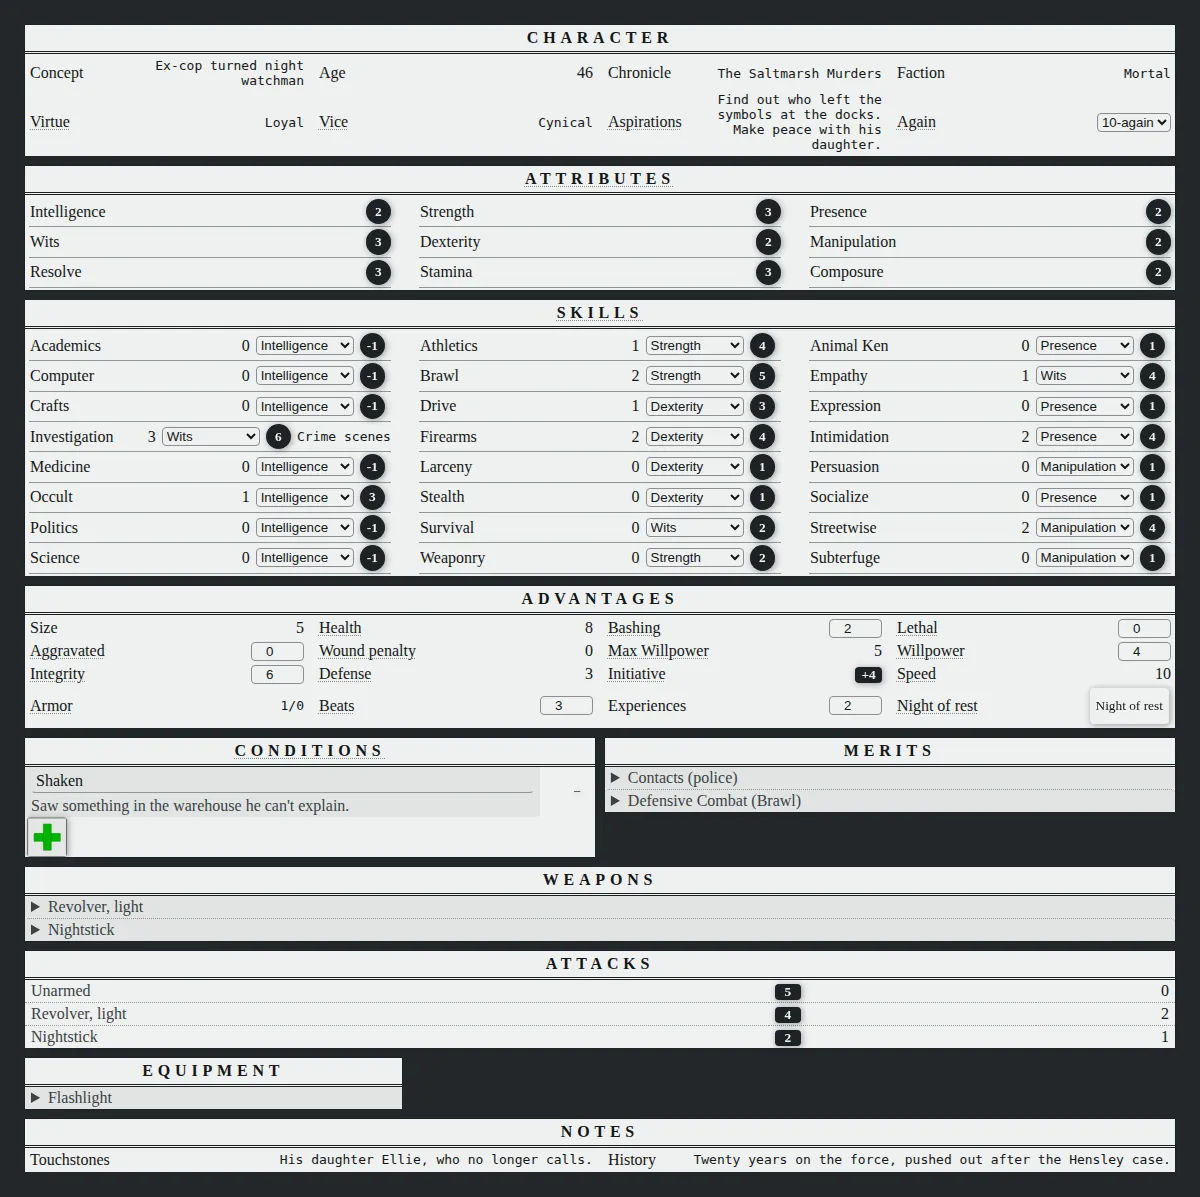 CHARACTER
Concept Ex-cop turned night watchman Age 46 Chronicle The Saltmarsh Murders Faction Mortal
Virtue Loyal Vice Cynical Aspirations Find out who left the symbols at the docks. Make peace with his daughter. Again 10-again
ATTRIBUTES
Intelligence 2 Strength 3 Presence 2
Wits 3 Dexterity 2 Manipulation 2
Resolve 3 Stamina 3 Composure 2
SKILLS
Academics 0 Intelligence -1 Athletics 1 Strength 4 Animal Ken 0 Presence 1
Computer 0 Intelligence -1 Brawl 2 Strength 5 Empathy 1 Wits 4
Crafts 0 Intelligence -1 Drive 1 Dexterity 3 Expression 0 Presence 1
Investigation 3 Wits 6 Crime scenes Firearms 2 Dexterity 4 Intimidation 2 Presence 4
Medicine 0 Intelligence -1 Larceny 0 Dexterity 1 Persuasion 0 Manipulation 1
Occult 1 Intelligence 3 Stealth 0 Dexterity 1 Socialize 0 Presence 1
Politics 0 Intelligence -1 Survival 0 Wits 2 Streetwise 2 Manipulation 4
Science 0 Intelligence -1 Weaponry 0 Strength 2 Subterfuge 0 Manipulation 1
ADVANTAGES
Size 5 Health 8 Bashing 2 Lethal 0
Aggravated 0 Wound penalty 0 Max Willpower 5 Willpower 4
Integrity 6 Defense 3 Initiative +4 Speed 10
Armor 1/0 Beats 3 Experiences 2 Night of rest Night of rest
CONDITIONS
Shaken
Saw something in the warehouse he can't explain.
MERITS
Contacts (police)
Defensive Combat (Brawl)
WEAPONS
Revolver, light
Nightstick
ATTACKS
Unarmed 5 0
Revolver, light 4 2
Nightstick 2 1
EQUIPMENT
Flashlight
NOTES
Touchstones His daughter Ellie, who no longer calls. History Twenty years on the force, pushed out after the Hensley case.